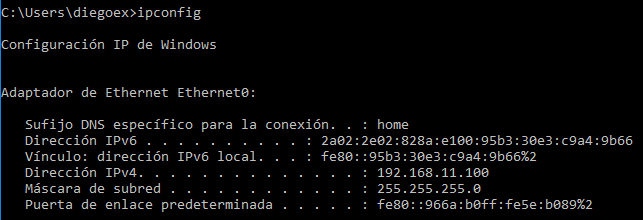 C:\Users\diegoex>ipconfig
Configuración IP de Windows
Adaptador de Ethernet Ethernet0:
Sufijo DNS específico para la conexión. . : home
Dirección IPv6 . . . . . . . . . . : 2a02:2e02:828a:e100:95b3:30e3:c9a4:9b66
Vínculo: dirección IPv6 local. . . : fe80::95b3:30e3:c9a4:9b66%2
Dirección IPv4. . . . . . . . . . . . . . : 192.168.11.100
Máscara de subred . . . . . . . . . . . . : 255.255.255.0
Puerta de enlace predeterminada . . . . . : fe80::966a:b0ff:fe5e:b089%2